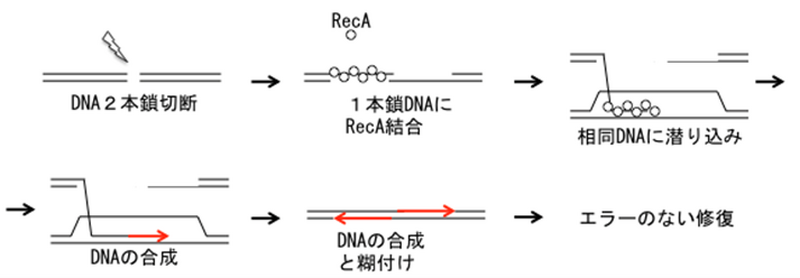 RecA
DNA２本鎖切断
１本鎖DNAに
RecA結合
相同DNAに潜り込み
DNAの合成
DNAの合成
と糊付け
エラーのない修復